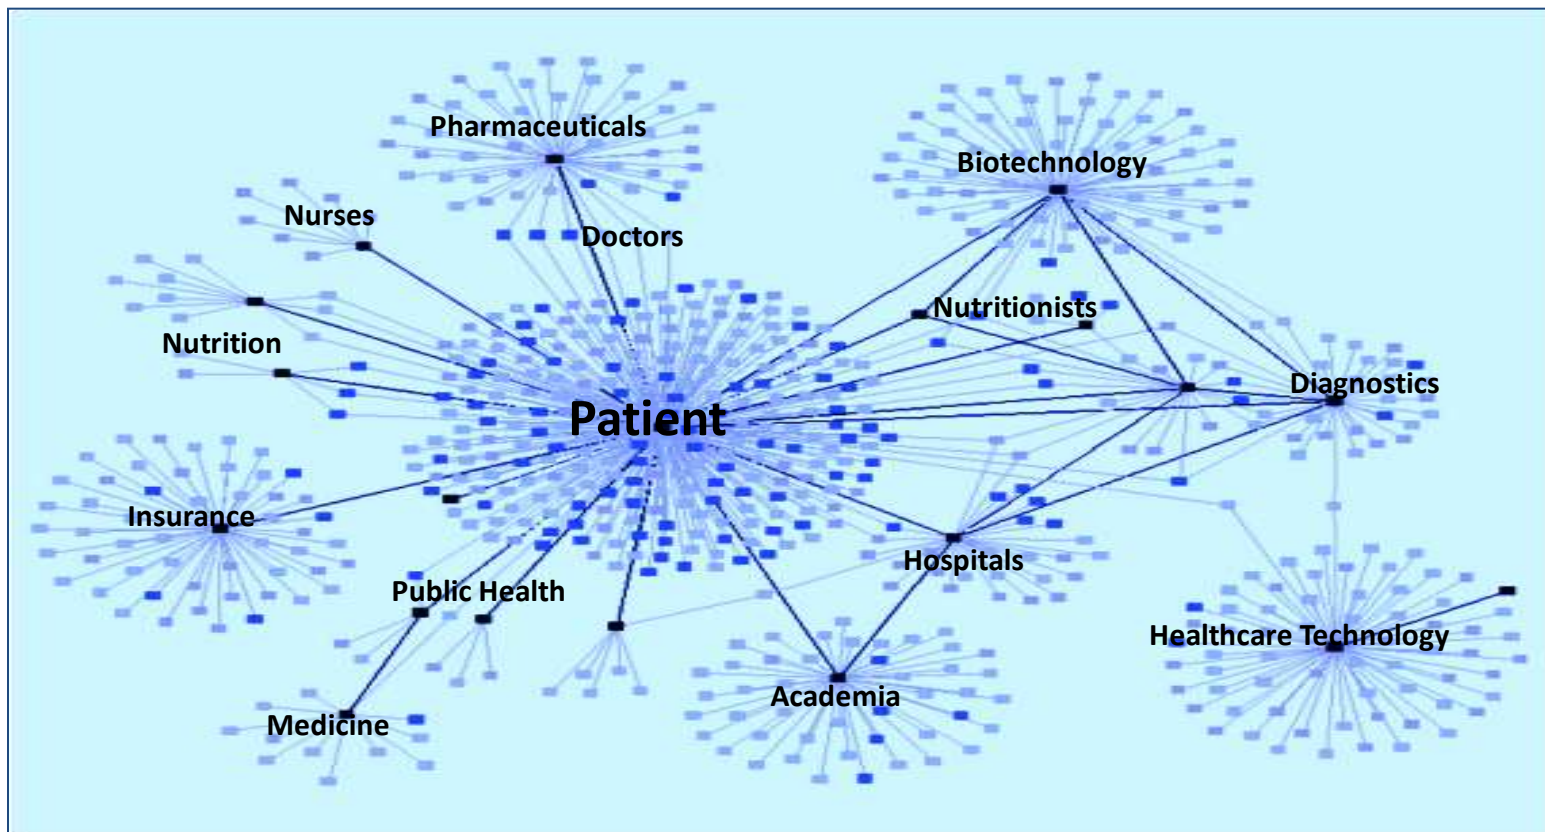 Pharmaceuticals
Biotechnology
Nurses
Doctors
Nutritionists
Nutrition
Diagnostics
Patient
Insurance
Hospitals
Public Health
Healthcare Technology
Academia
Medicine